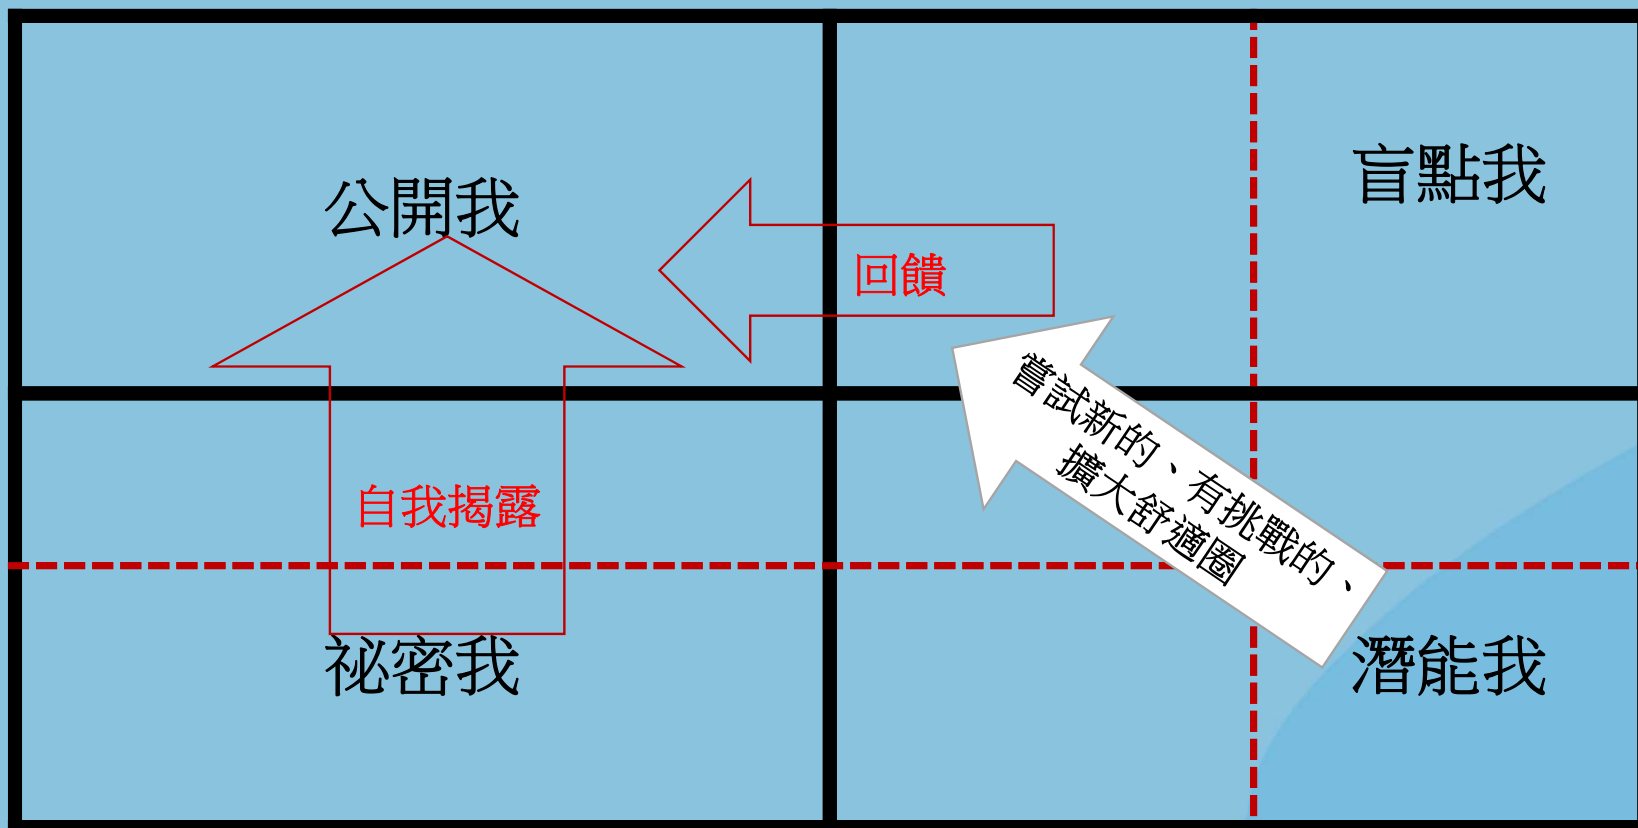 公開我
盲點我
回饋
嘗試新的、有挑戰的、
擴大舒適圈
自我揭露
祕密我
潛能我